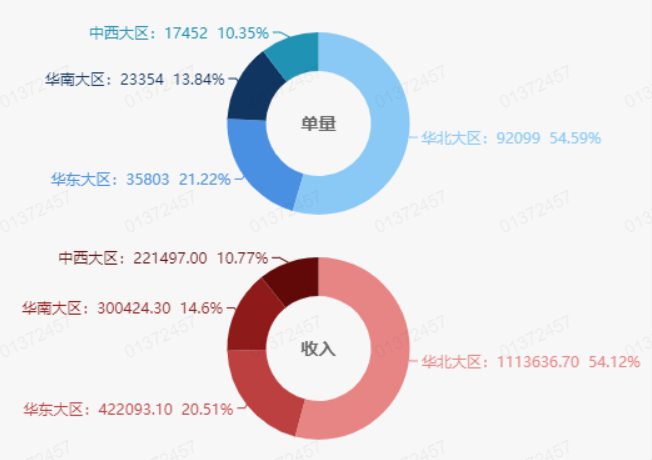 中西大区：17452 10.35%
华南大区：23354 13.84%
单量
华北大区：92099 54.59%
华东大区：35803 21.22%
中西大区：221497.00 10.77%
华南大区：300424.30 14.6%
收入
华北大区：1113636.70 54.12%
华东大区：422093.10 20.51%
01372457